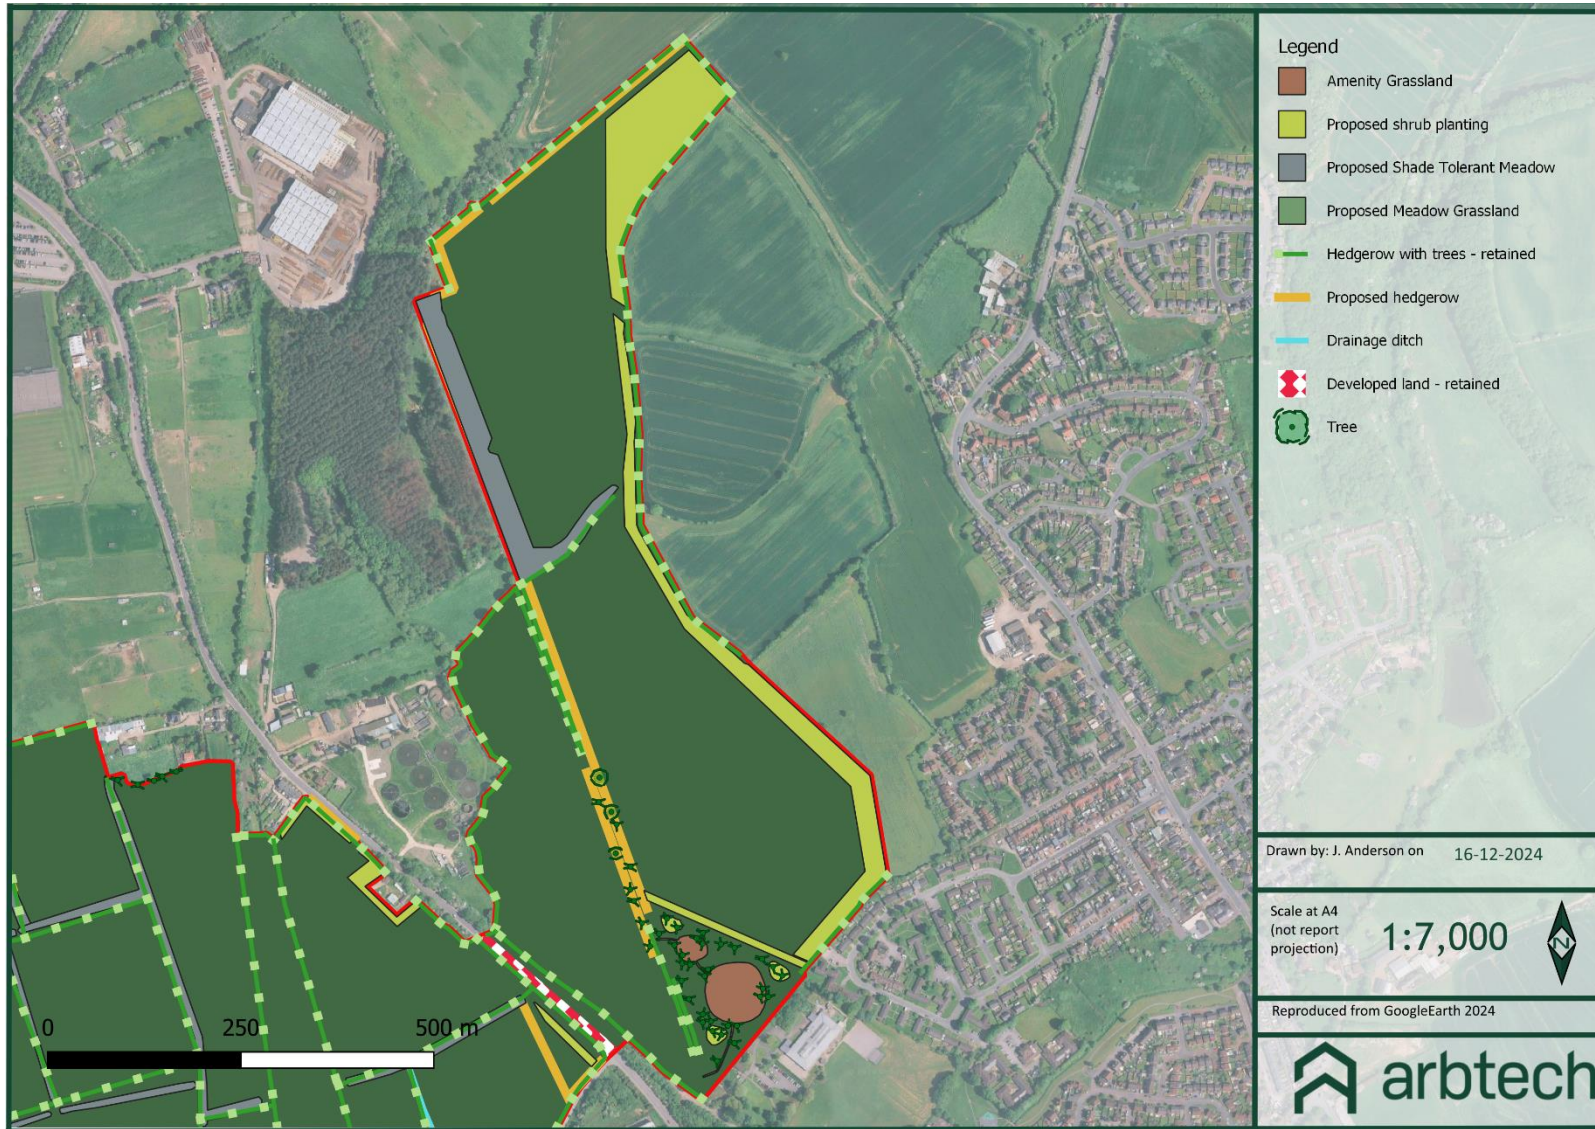 Legend
Amenity Grassland
Proposed shrub planting
Proposed Shade Tolerant Meadow
Proposed Meadow Grassland
Hedgerow with trees - retained
Proposed hedgerow
Drainage ditch
Developed land - retained
Tree
Drawn by: J. Anderson on 16-12-2024
Scale at A4
(not report
projection)
1:7,000
N
Reproduced from GoogleEarth 2024
arbtech
0 250 500 m